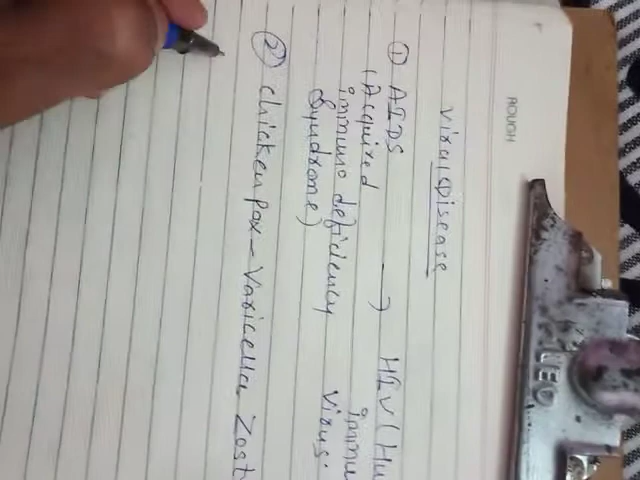 ROUGH
Viral Disease
① AIDS → HIV (Hu
(Acquired immu
immuno deficiency Virus.
Syndrome)
② Chicken pox - Varicella Zost